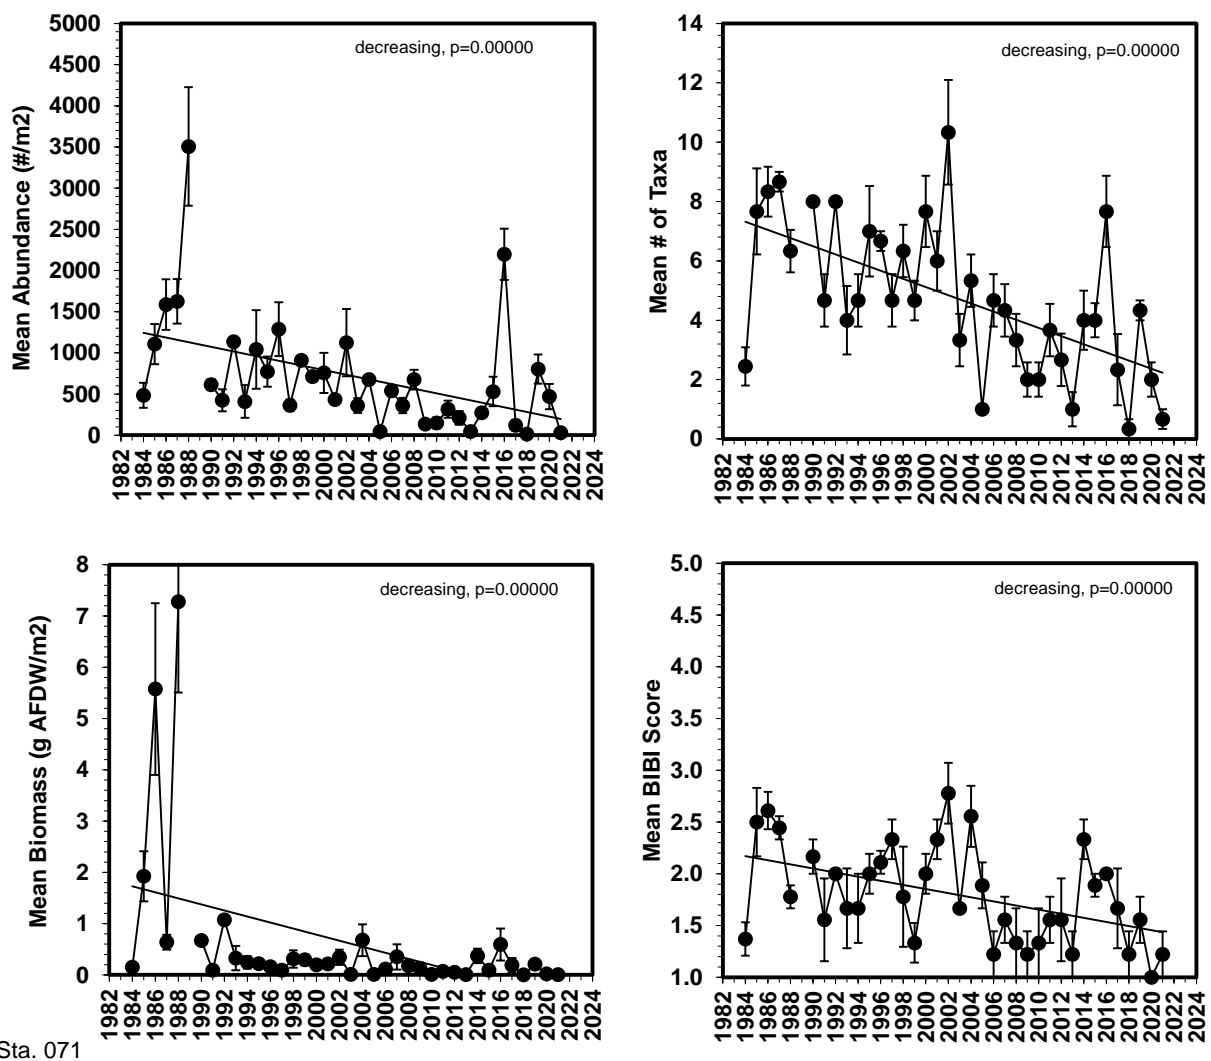 5000
4500
4000
3500
3000
2500
2000
1500
1000
500
0
Mean Abundance (#/m2)
decreasing, p=0.00000
1982 1984 1986 1988 1990 1992 1994 1996 1998 2000 2002 2004 2006 2008 2010 2012 2014 2016 2018 2020 2022 2024
14
12
10
8
6
4
2
0
Mean # of Taxa
decreasing, p=0.00000
1982 1984 1986 1988 1990 1992 1994 1996 1998 2000 2002 2004 2006 2008 2010 2012 2014 2016 2018 2020 2022 2024
8
7
6
5
4
3
2
1
0
Mean Biomass (g AFDW/m2)
decreasing, p=0.00000
1982 1984 1986 1988 1990 1992 1994 1996 1998 2000 2002 2004 2006 2008 2010 2012 2014 2016 2018 2020 2022 2024
5.0
4.5
4.0
3.5
3.0
2.5
2.0
1.5
1.0
Mean BIBI Score
decreasing, p=0.00000
1982 1984 1986 1988 1990 1992 1994 1996 1998 2000 2002 2004 2006 2008 2010 2012 2014 2016 2018 2020 2022 2024
Sta. 071